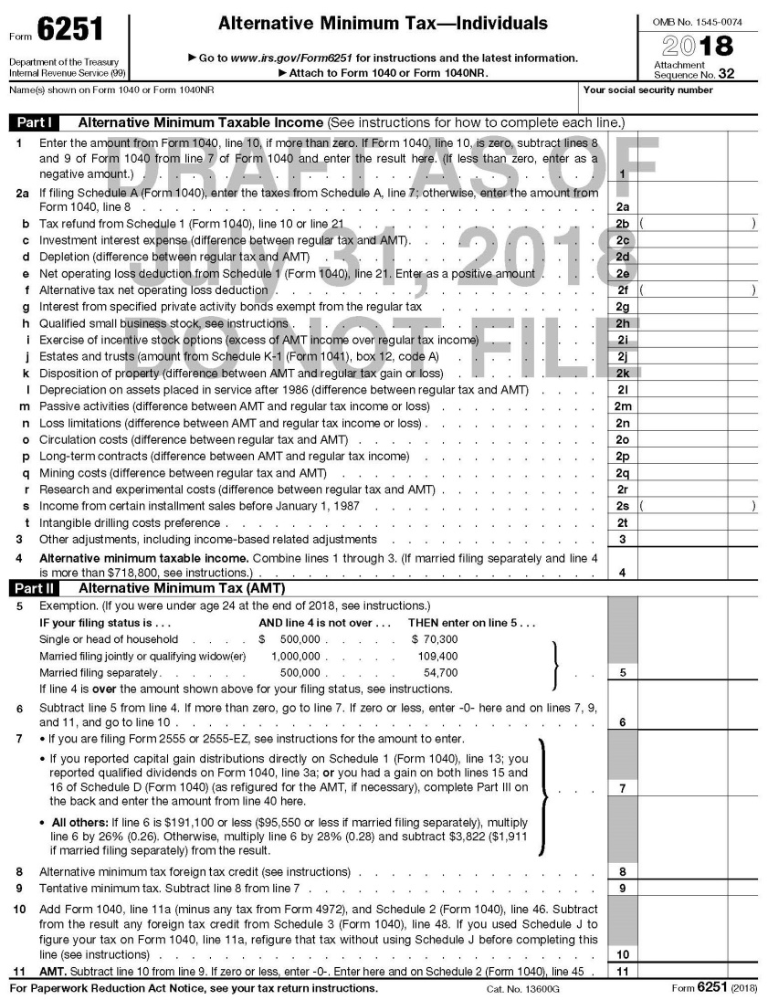 Form 6251
Department of the Treasury
Internal Revenue Service (99)
Alternative Minimum Tax—Individuals
▶ Go to www.irs.gov/Form6251 for instructions and the latest information.
▶ Attach to Form 1040 or Form 1040NR.
OMB No. 1545-0074
2018
Attachment
Sequence No. 32
Name(s) shown on Form 1040 or Form 1040NR
Your social security number
DRAFT AS OF
July 31, 2018
DO NOT FILE
Part I Alternative Minimum Taxable Income (See instructions for how to complete each line.)
1 Enter the amount from Form 1040, line 10, if more than zero. If Form 1040, line 10, is zero, subtract lines 8
and 9 of Form 1040 from line 7 of Form 1040 and enter the result here. (If less than zero, enter as a
negative amount.) 1
2a If filing Schedule A (Form 1040), enter the taxes from Schedule A, line 7; otherwise, enter the amount from
Form 1040, line 8 2a
b Tax refund from Schedule 1 (Form 1040), line 10 or line 21 2b ( )
c Investment interest expense (difference between regular tax and AMT). 2c
d Depletion (difference between regular tax and AMT) 2d
e Net operating loss deduction from Schedule 1 (Form 1040), line 21. Enter as a positive amount 2e
f Alternative tax net operating loss deduction 2f ( )
g Interest from specified private activity bonds exempt from the regular tax 2g
h Qualified small business stock, see instructions 2h
i Exercise of incentive stock options (excess of AMT income over regular tax income) 2i
j Estates and trusts (amount from Schedule K-1 (Form 1041), box 12, code A) 2j
k Disposition of property (difference between AMT and regular tax gain or loss) 2k
l Depreciation on assets placed in service after 1986 (difference between regular tax and AMT) 2l
m Passive activities (difference between AMT and regular tax income or loss) 2m
n Loss limitations (difference between AMT and regular tax income or loss) 2n
o Circulation costs (difference between regular tax and AMT) 2o
p Long-term contracts (difference between AMT and regular tax income) 2p
q Mining costs (difference between regular tax and AMT) 2q
r Research and experimental costs (difference between regular tax and AMT) 2r
s Income from certain installment sales before January 1, 1987 2s ( )
t Intangible drilling costs preference 2t
3 Other adjustments, including income-based related adjustments 3
4 Alternative minimum taxable income. Combine lines 1 through 3. (If married filing separately and line 4
is more than $718,800, see instructions.) 4
Part II Alternative Minimum Tax (AMT)
5 Exemption. (If you were under age 24 at the end of 2018, see instructions.)
IF your filing status is . . . AND line 4 is not over . . . THEN enter on line 5 . . .
Single or head of household $ 500,000 $ 70,300
Married filing jointly or qualifying widow(er) 1,000,000 109,400
Married filing separately 500,000 54,700 5
If line 4 is over the amount shown above for your filing status, see instructions.
6 Subtract line 5 from line 4. If more than zero, go to line 7. If zero or less, enter -0- here and on lines 7, 9,
and 11, and go to line 10 6
7 • If you are filing Form 2555 or 2555-EZ, see instructions for the amount to enter.
• If you reported capital gain distributions directly on Schedule 1 (Form 1040), line 13; you
reported qualified dividends on Form 1040, line 3a; or you had a gain on both lines 15 and
16 of Schedule D (Form 1040) (as refigured for the AMT, if necessary), complete Part III on
the back and enter the amount from line 40 here. 7
• All others: If line 6 is $191,100 or less ($95,550 or less if married filing separately), multiply
line 6 by 26% (0.26). Otherwise, multiply line 6 by 28% (0.28) and subtract $3,822 ($1,911
if married filing separately) from the result.
8 Alternative minimum tax foreign tax credit (see instructions) 8
9 Tentative minimum tax. Subtract line 8 from line 7 9
10 Add Form 1040, line 11a (minus any tax from Form 4972), and Schedule 2 (Form 1040), line 46. Subtract
from the result any foreign tax credit from Schedule 3 (Form 1040), line 48. If you used Schedule J to
figure your tax on Form 1040, line 11a, refigure that tax without using Schedule J before completing this
line (see instructions) 10
11 AMT. Subtract line 10 from line 9. If zero or less, enter -0-. Enter here and on Schedule 2 (Form 1040), line 45 11
For Paperwork Reduction Act Notice, see your tax return instructions. Cat. No. 13600G Form 6251 (2018)